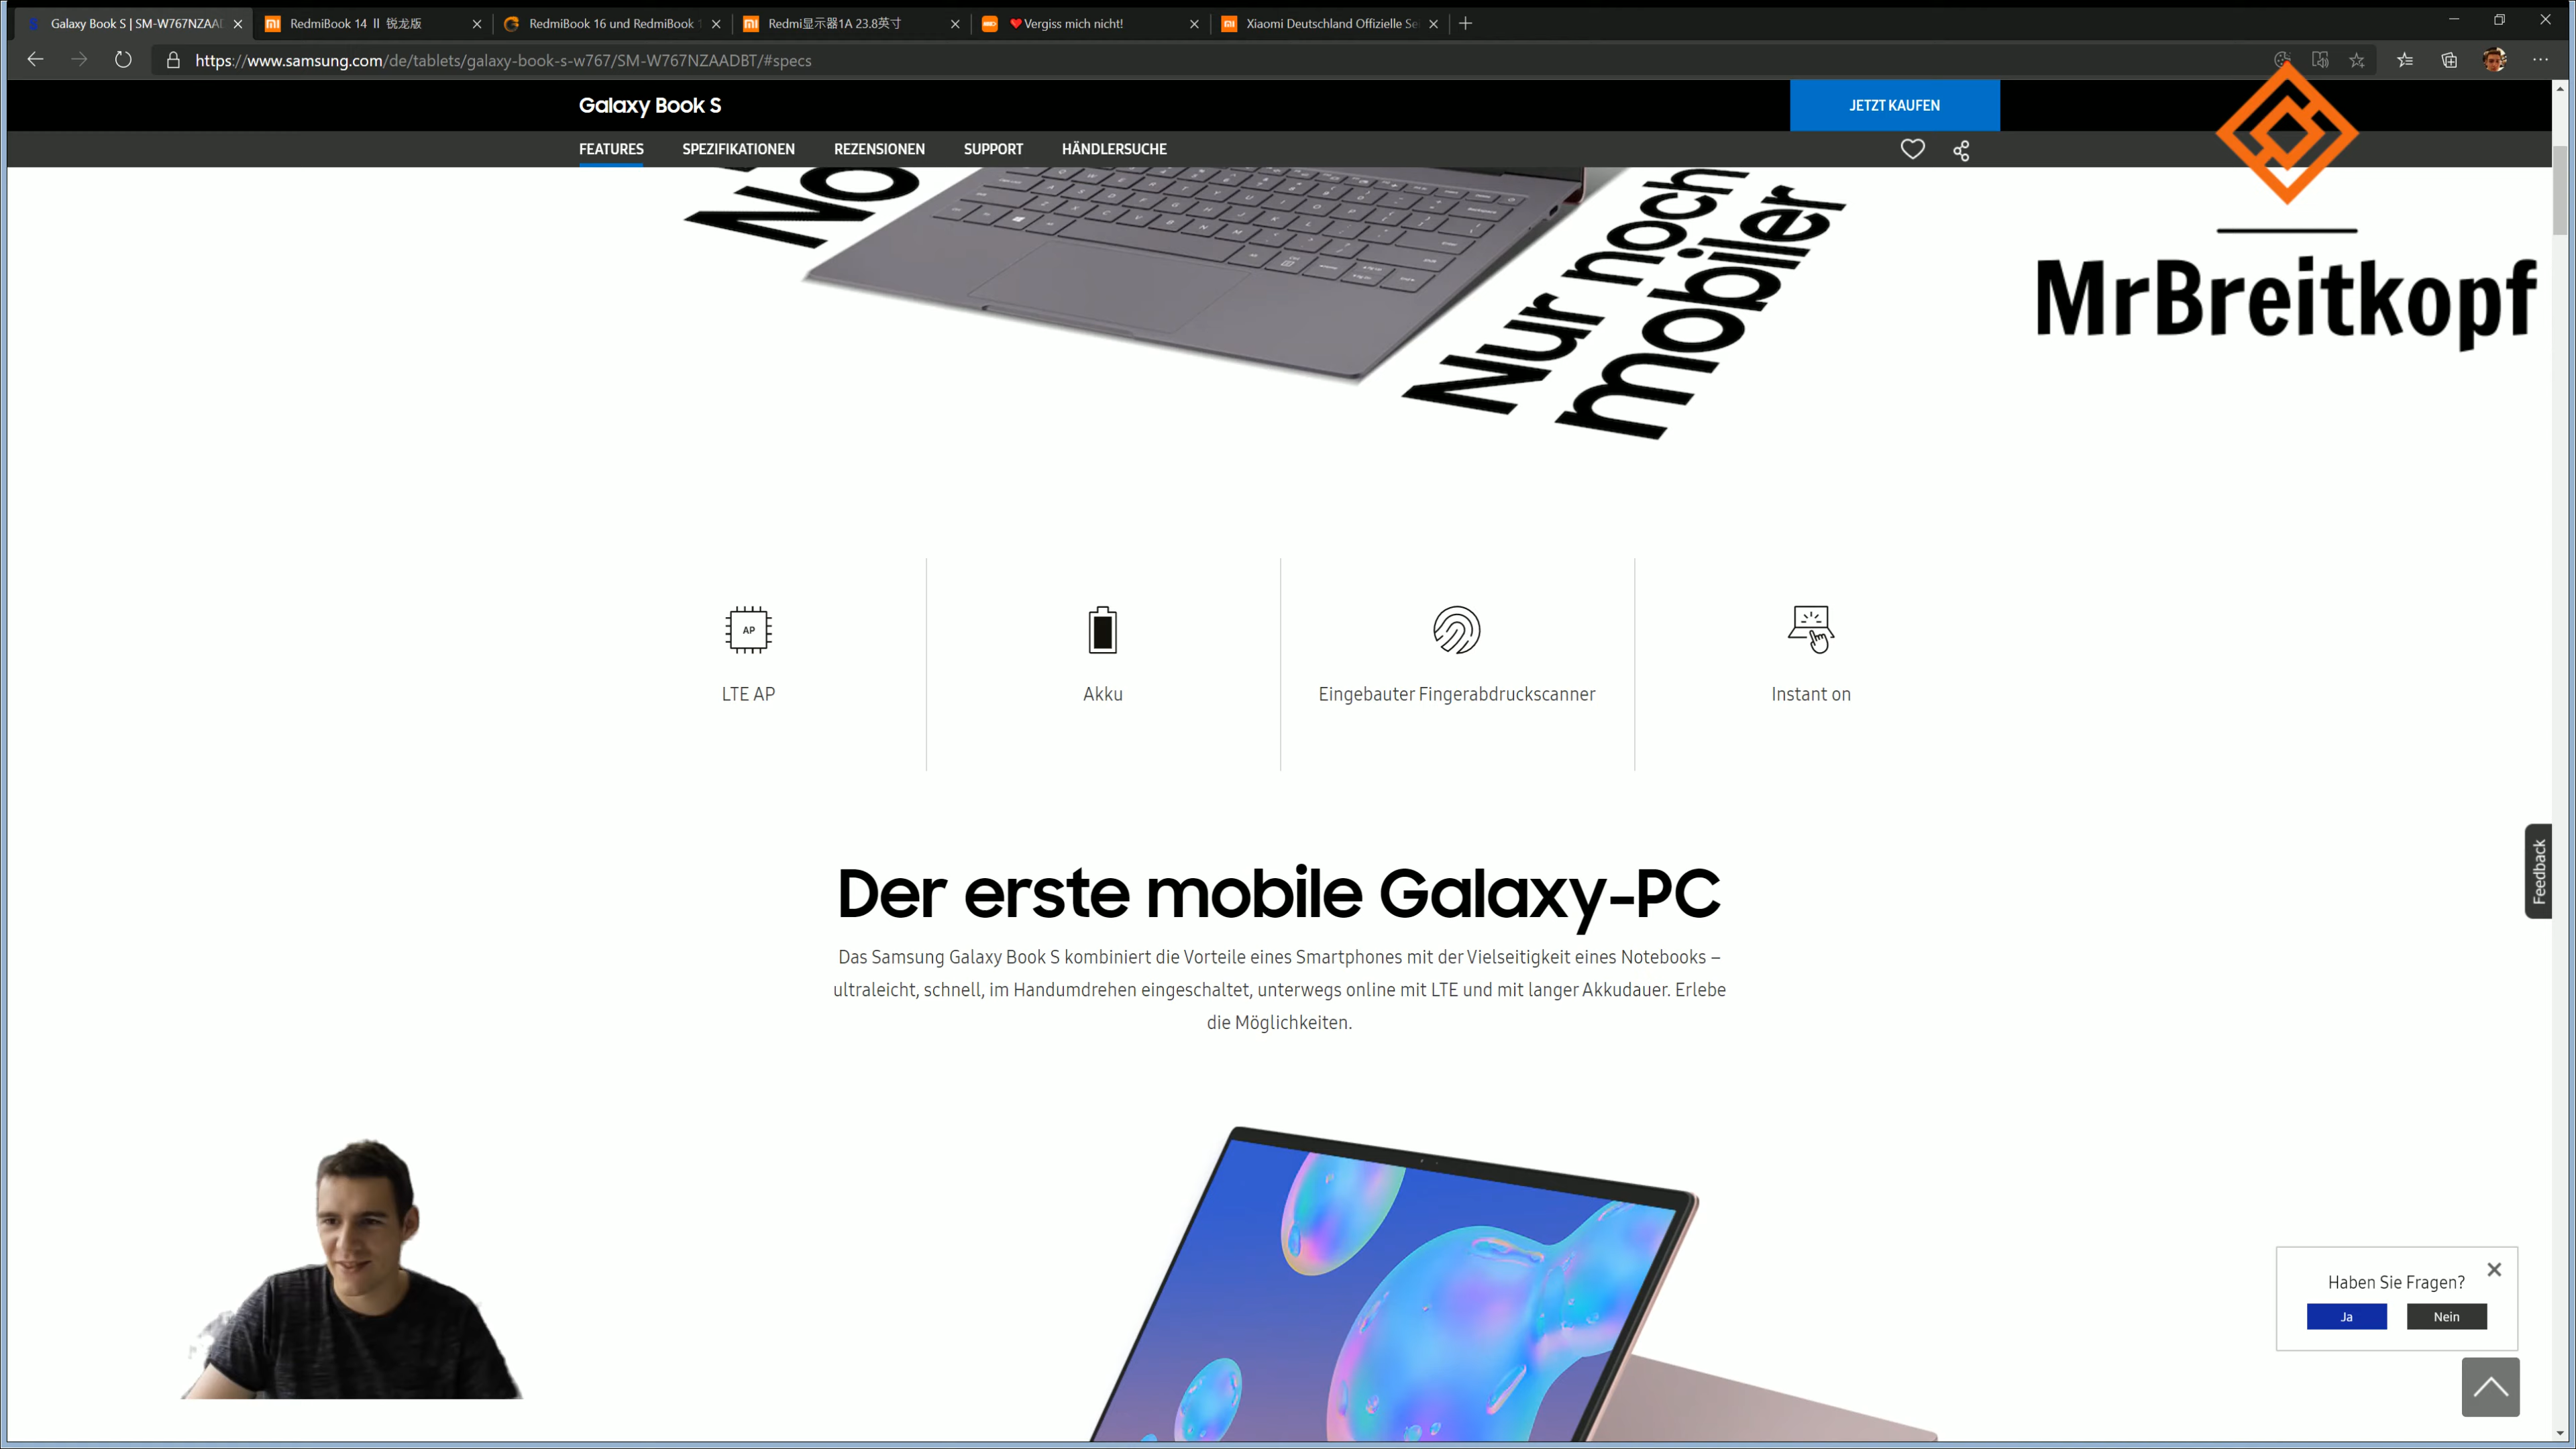 Galaxy Book S | SM-W767NZAA
RedmiBook 14 Ⅱ 锐龙版
RedmiBook 16 und RedmiBook 1
Redmi显示器1A 23.8英寸
❤Vergiss mich nicht!
Xiaomi Deutschland Offizielle Se
https://www.samsung.com/de/tablets/galaxy-book-s-w767/SM-W767NZAADBT/#specs
Galaxy Book S
JETZT KAUFEN
FEATURES
SPEZIFIKATIONEN
REZENSIONEN
SUPPORT
HÄNDLERSUCHE
Nur noch
mobiler
MrBreitkopf
AP
LTE AP
Akku
Eingebauter Fingerabdruckscanner
Instant on
Feedback
Der erste mobile Galaxy-PC
Das Samsung Galaxy Book S kombiniert die Vorteile eines Smartphones mit der Vielseitigkeit eines Notebooks –
ultraleicht, schnell, im Handumdrehen eingeschaltet, unterwegs online mit LTE und mit langer Akkudauer. Erlebe
die Möglichkeiten.
Haben Sie Fragen?
Ja
Nein